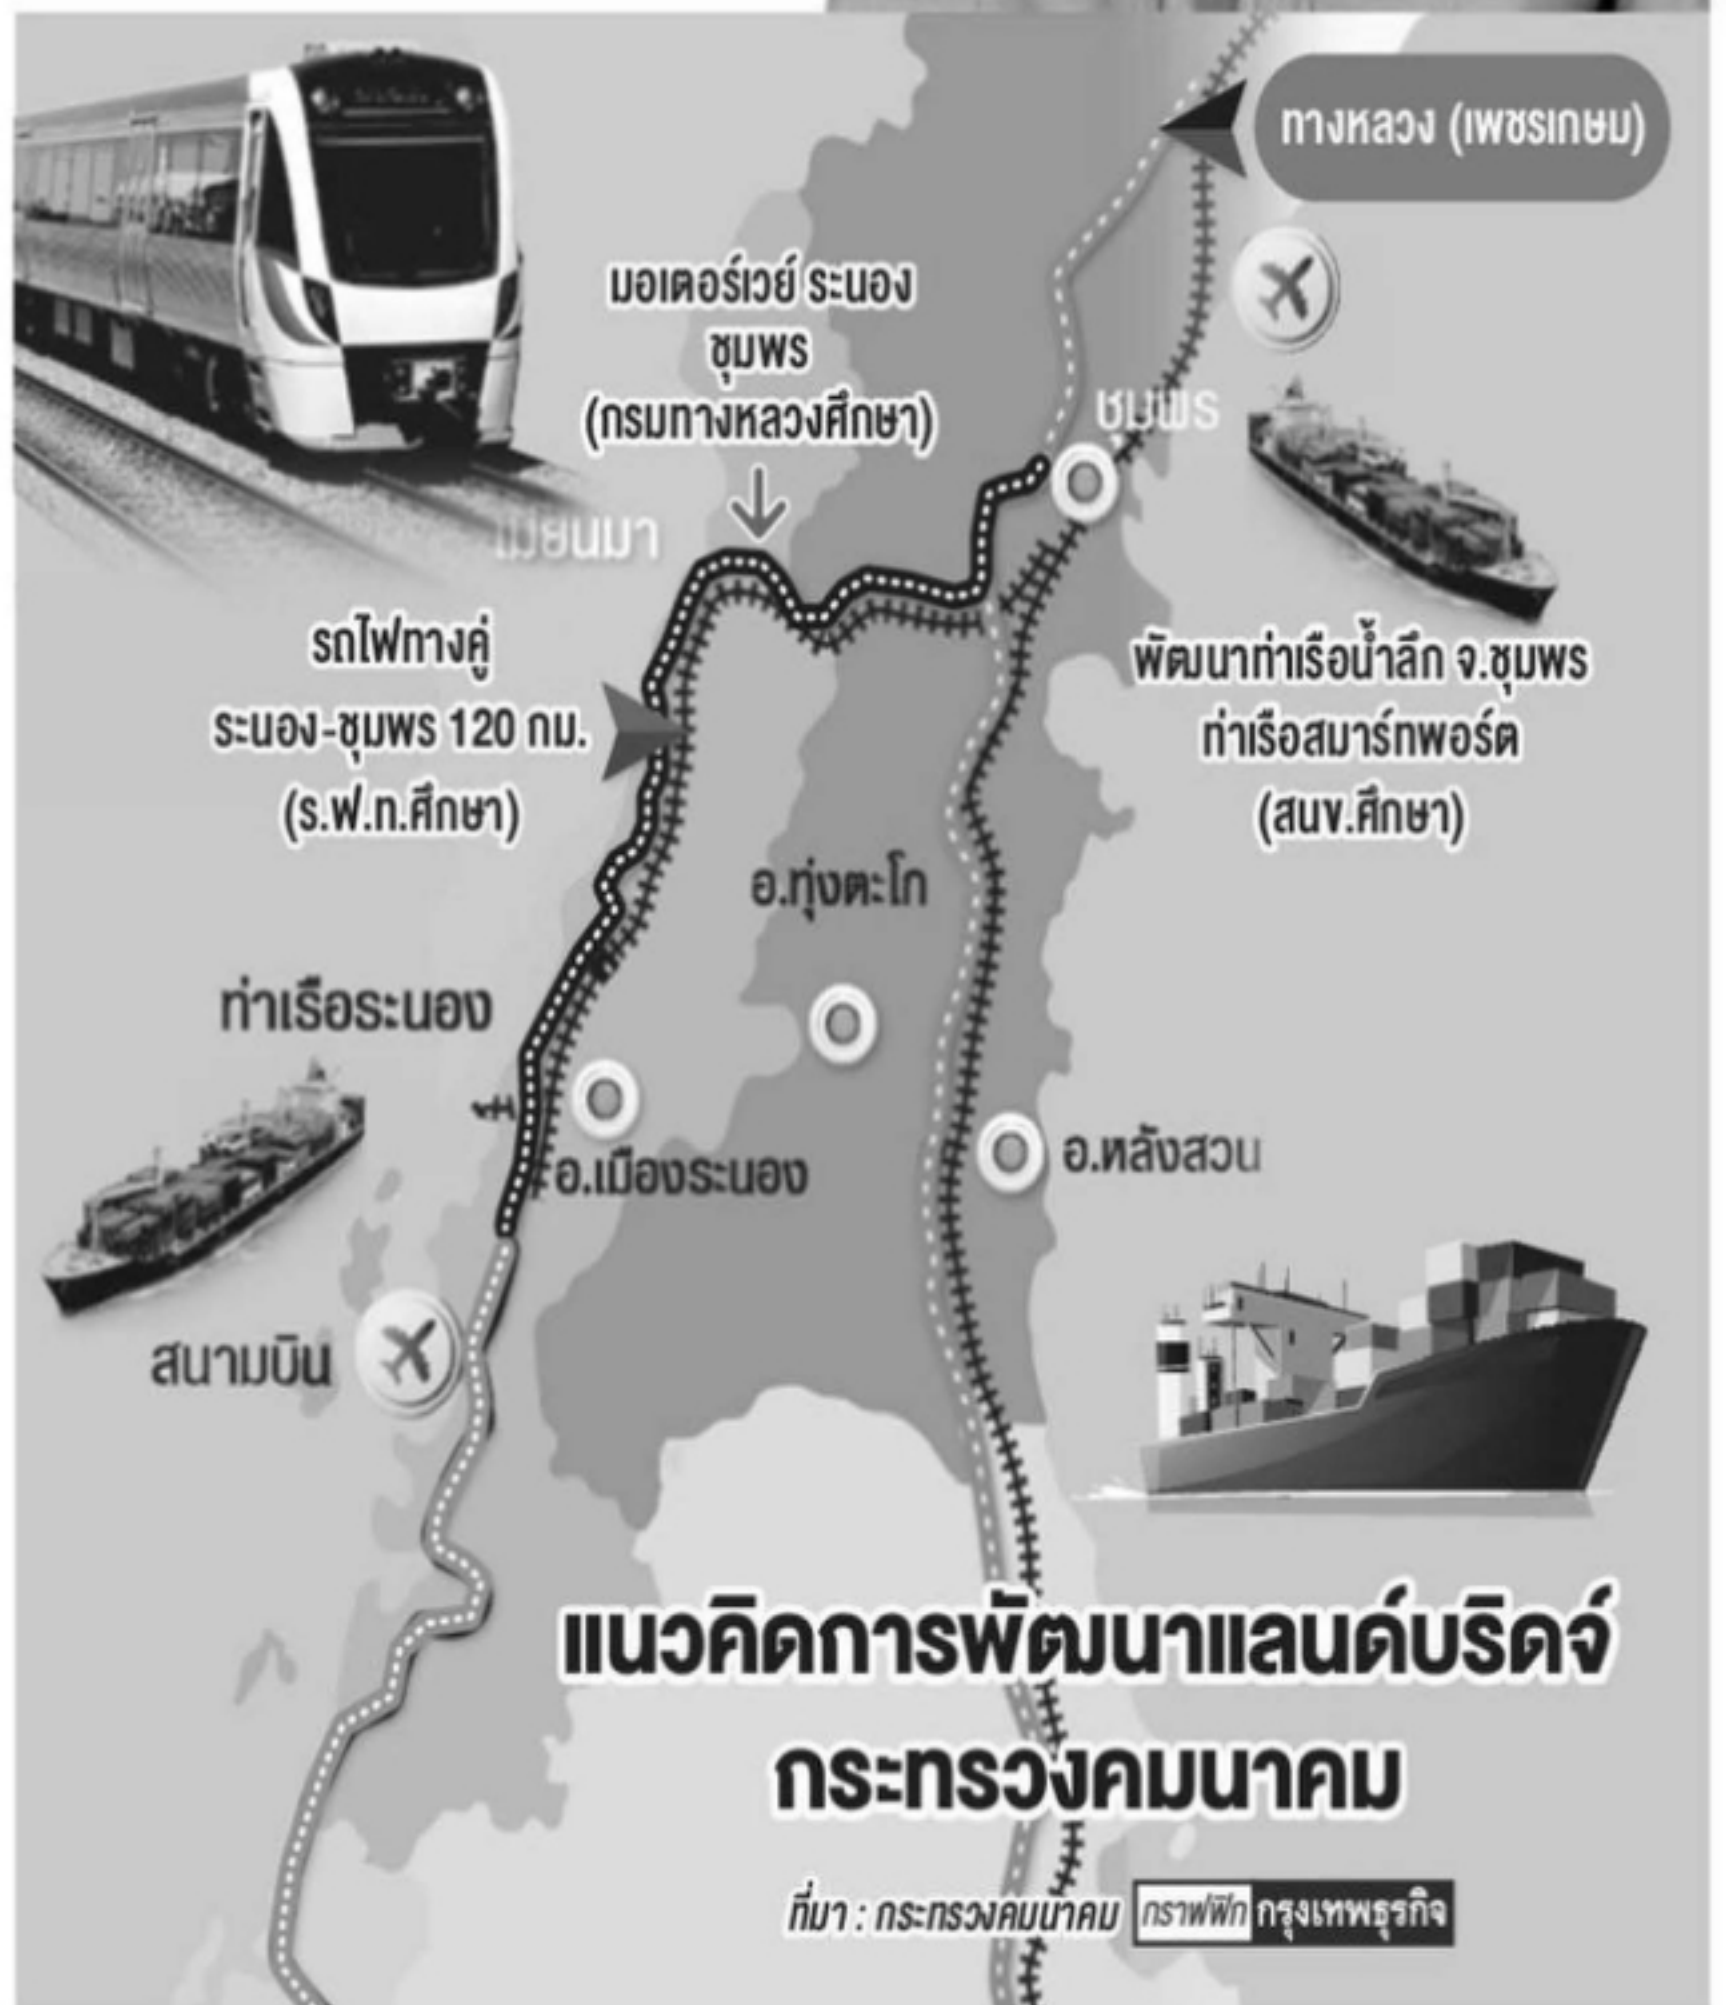 ทางหลวง (เพชรเกษม)
มอเตอร์เวย์ ระนอง
ชุมพร
(กรมทางหลวงศึกษา)
ชุมพร
เมียนมา
รถไฟทางคู่
ระนอง-ชุมพร 120 กม.
(ร.ฟ.ท.ศึกษา)
พัฒนาท่าเรือน้ำลึก จ.ชุมพร
ท่าเรือสมาร์ทพอร์ต
(สนข.ศึกษา)
อ.ทุ่งตะโก
ท่าเรือระนอง
อ.เมืองระนอง
อ.หลังสวน
สนามบิน
แนวคิดการพัฒนาแลนด์บริดจ์
กระทรวงคมนาคม
ที่มา : กระทรวงคมนาคม กราฟฟิก กรุงเทพธุรกิจ